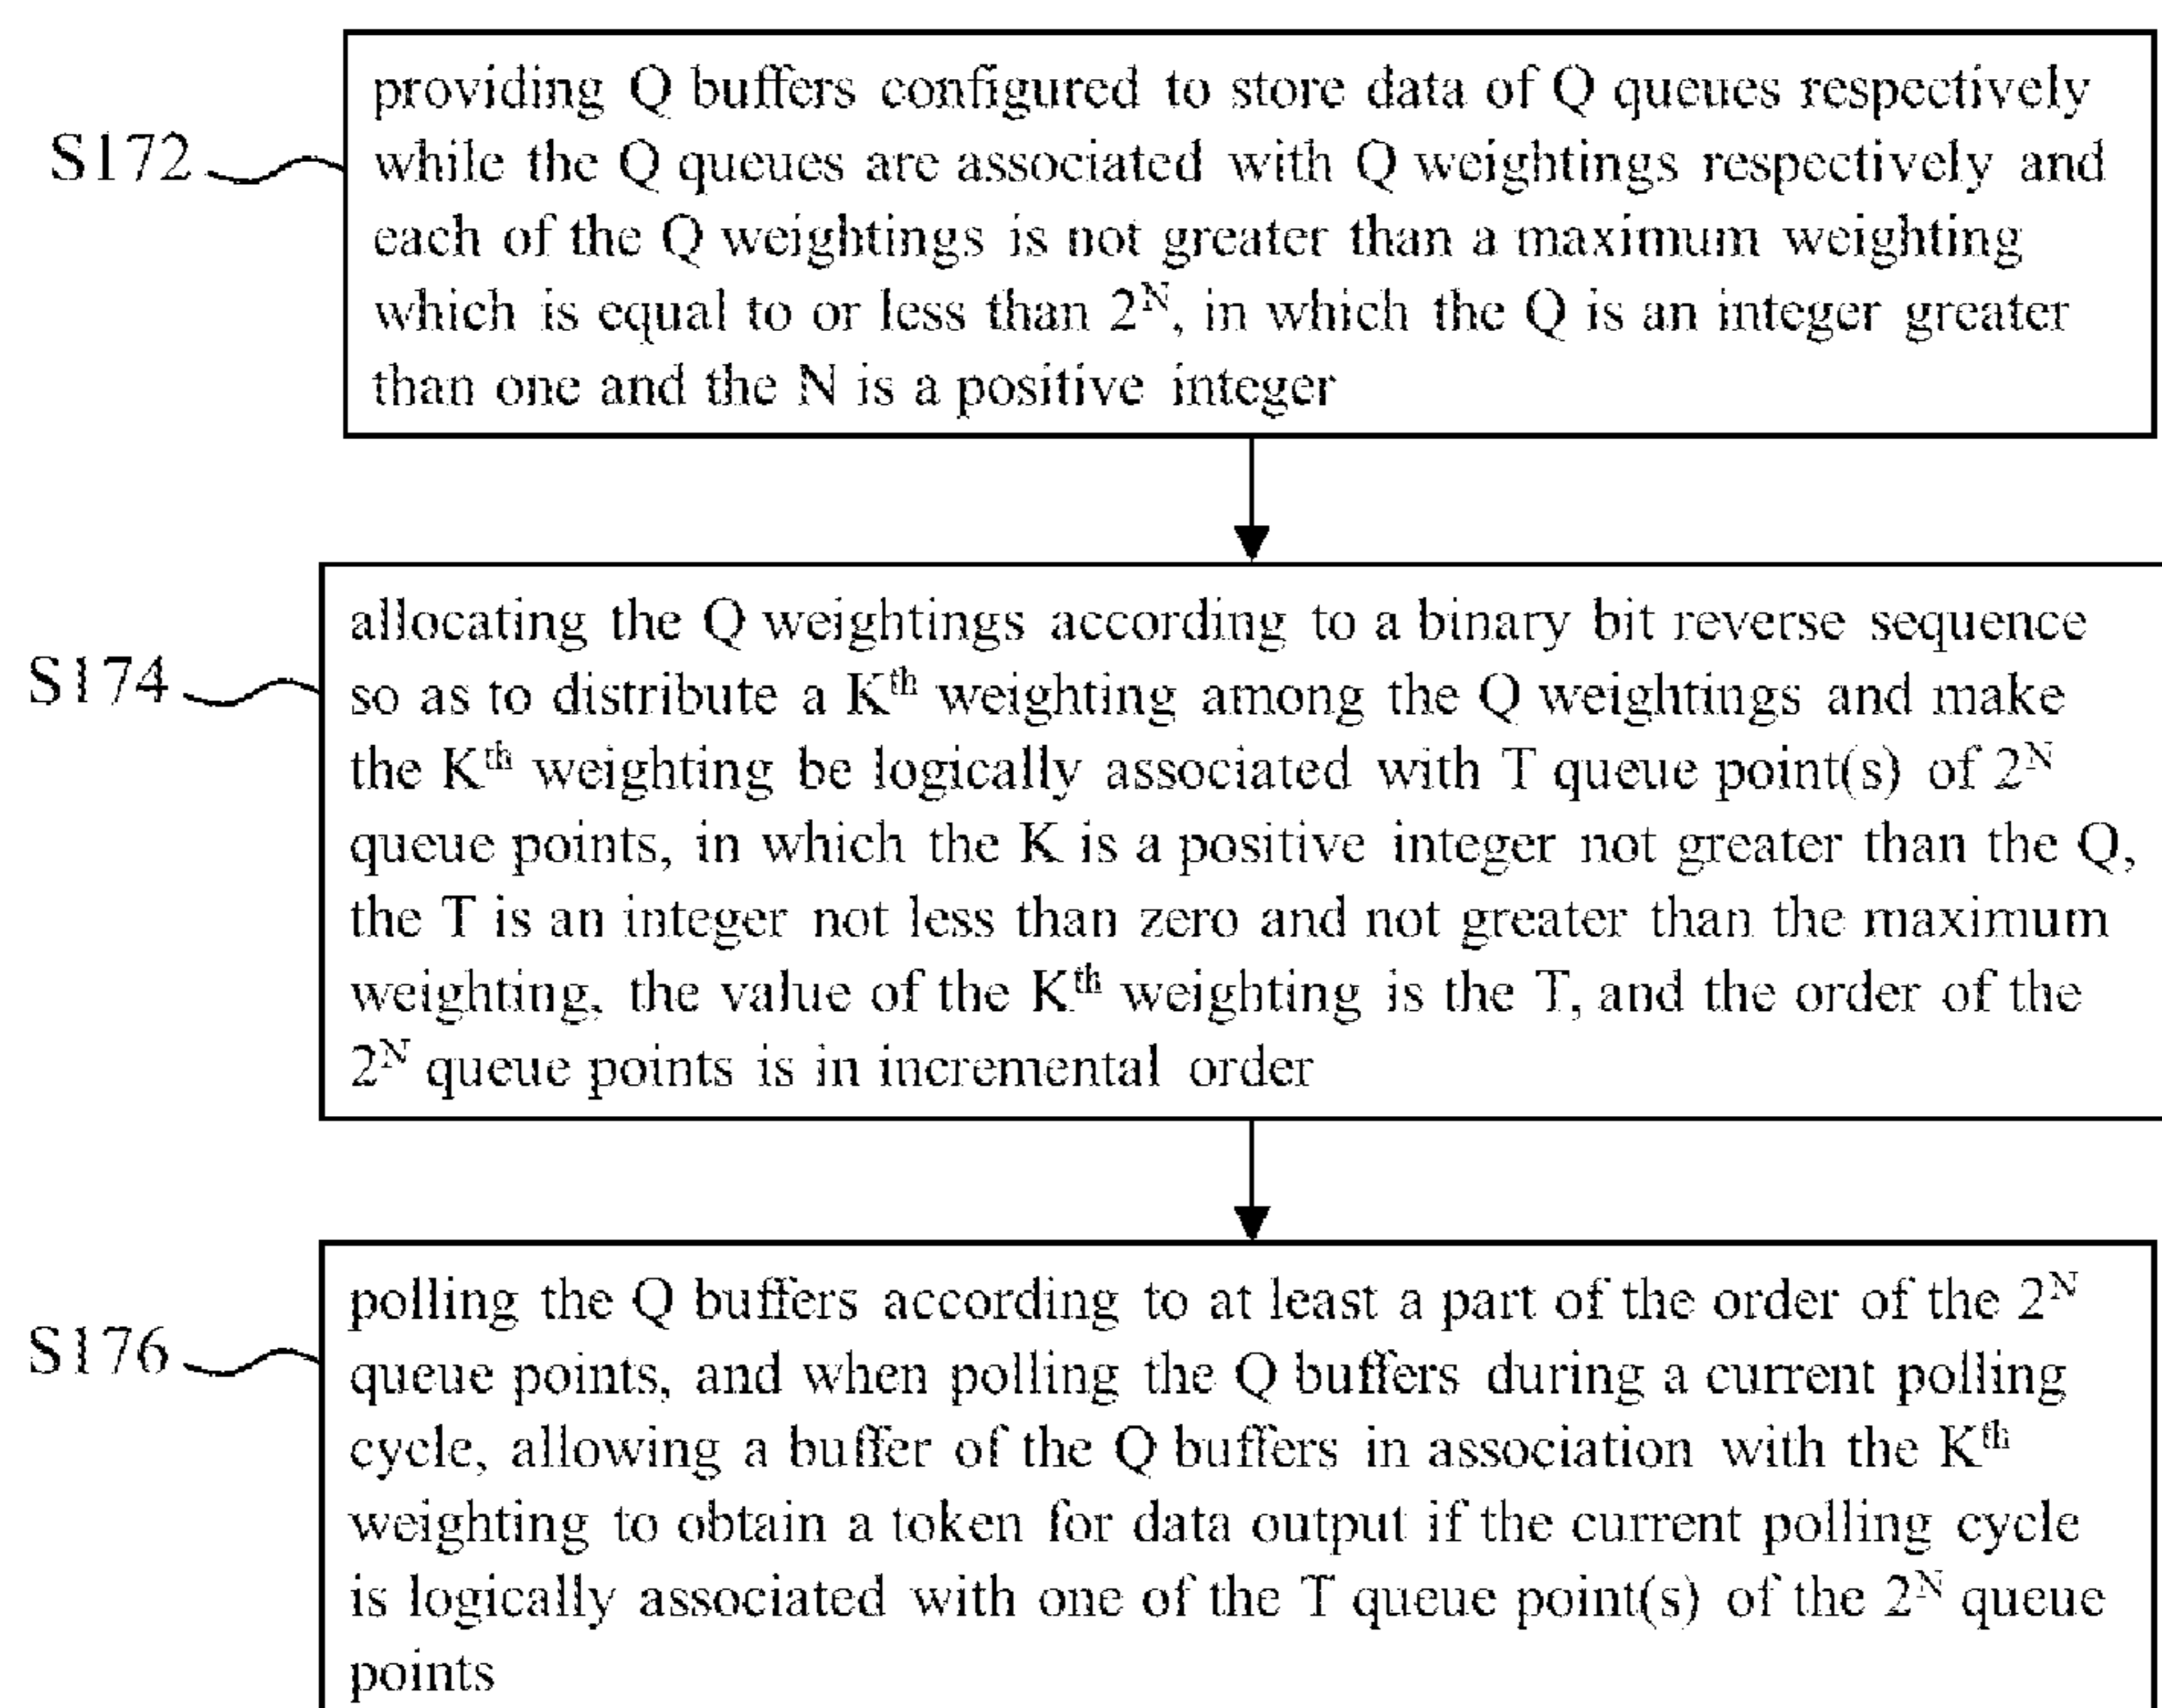 S172
providing Q buffers configured to store data of Q queues respectively
while the Q queues are associated with Q weightings respectively and
each of the Q weightings is not greater than a maximum weighting
which is equal to or less than 2^N, in which the Q is an integer greater
than one and the N is a positive integer
S174
allocating the Q weightings according to a binary bit reverse sequence
so as to distribute a K^th weighting among the Q weightings and make
the K^th weighting be logically associated with T queue point(s) of 2^N
queue points, in which the K is a positive integer not greater than the Q,
the T is an integer not less than zero and not greater than the maximum
weighting, the value of the K^th weighting is the T, and the order of the
2^N queue points is in incremental order
S176
polling the Q buffers according to at least a part of the order of the 2^N
queue points, and when polling the Q buffers during a current polling
cycle, allowing a buffer of the Q buffers in association with the K^th
weighting to obtain a token for data output if the current polling cycle
is logically associated with one of the T queue point(s) of the 2^N queue
points